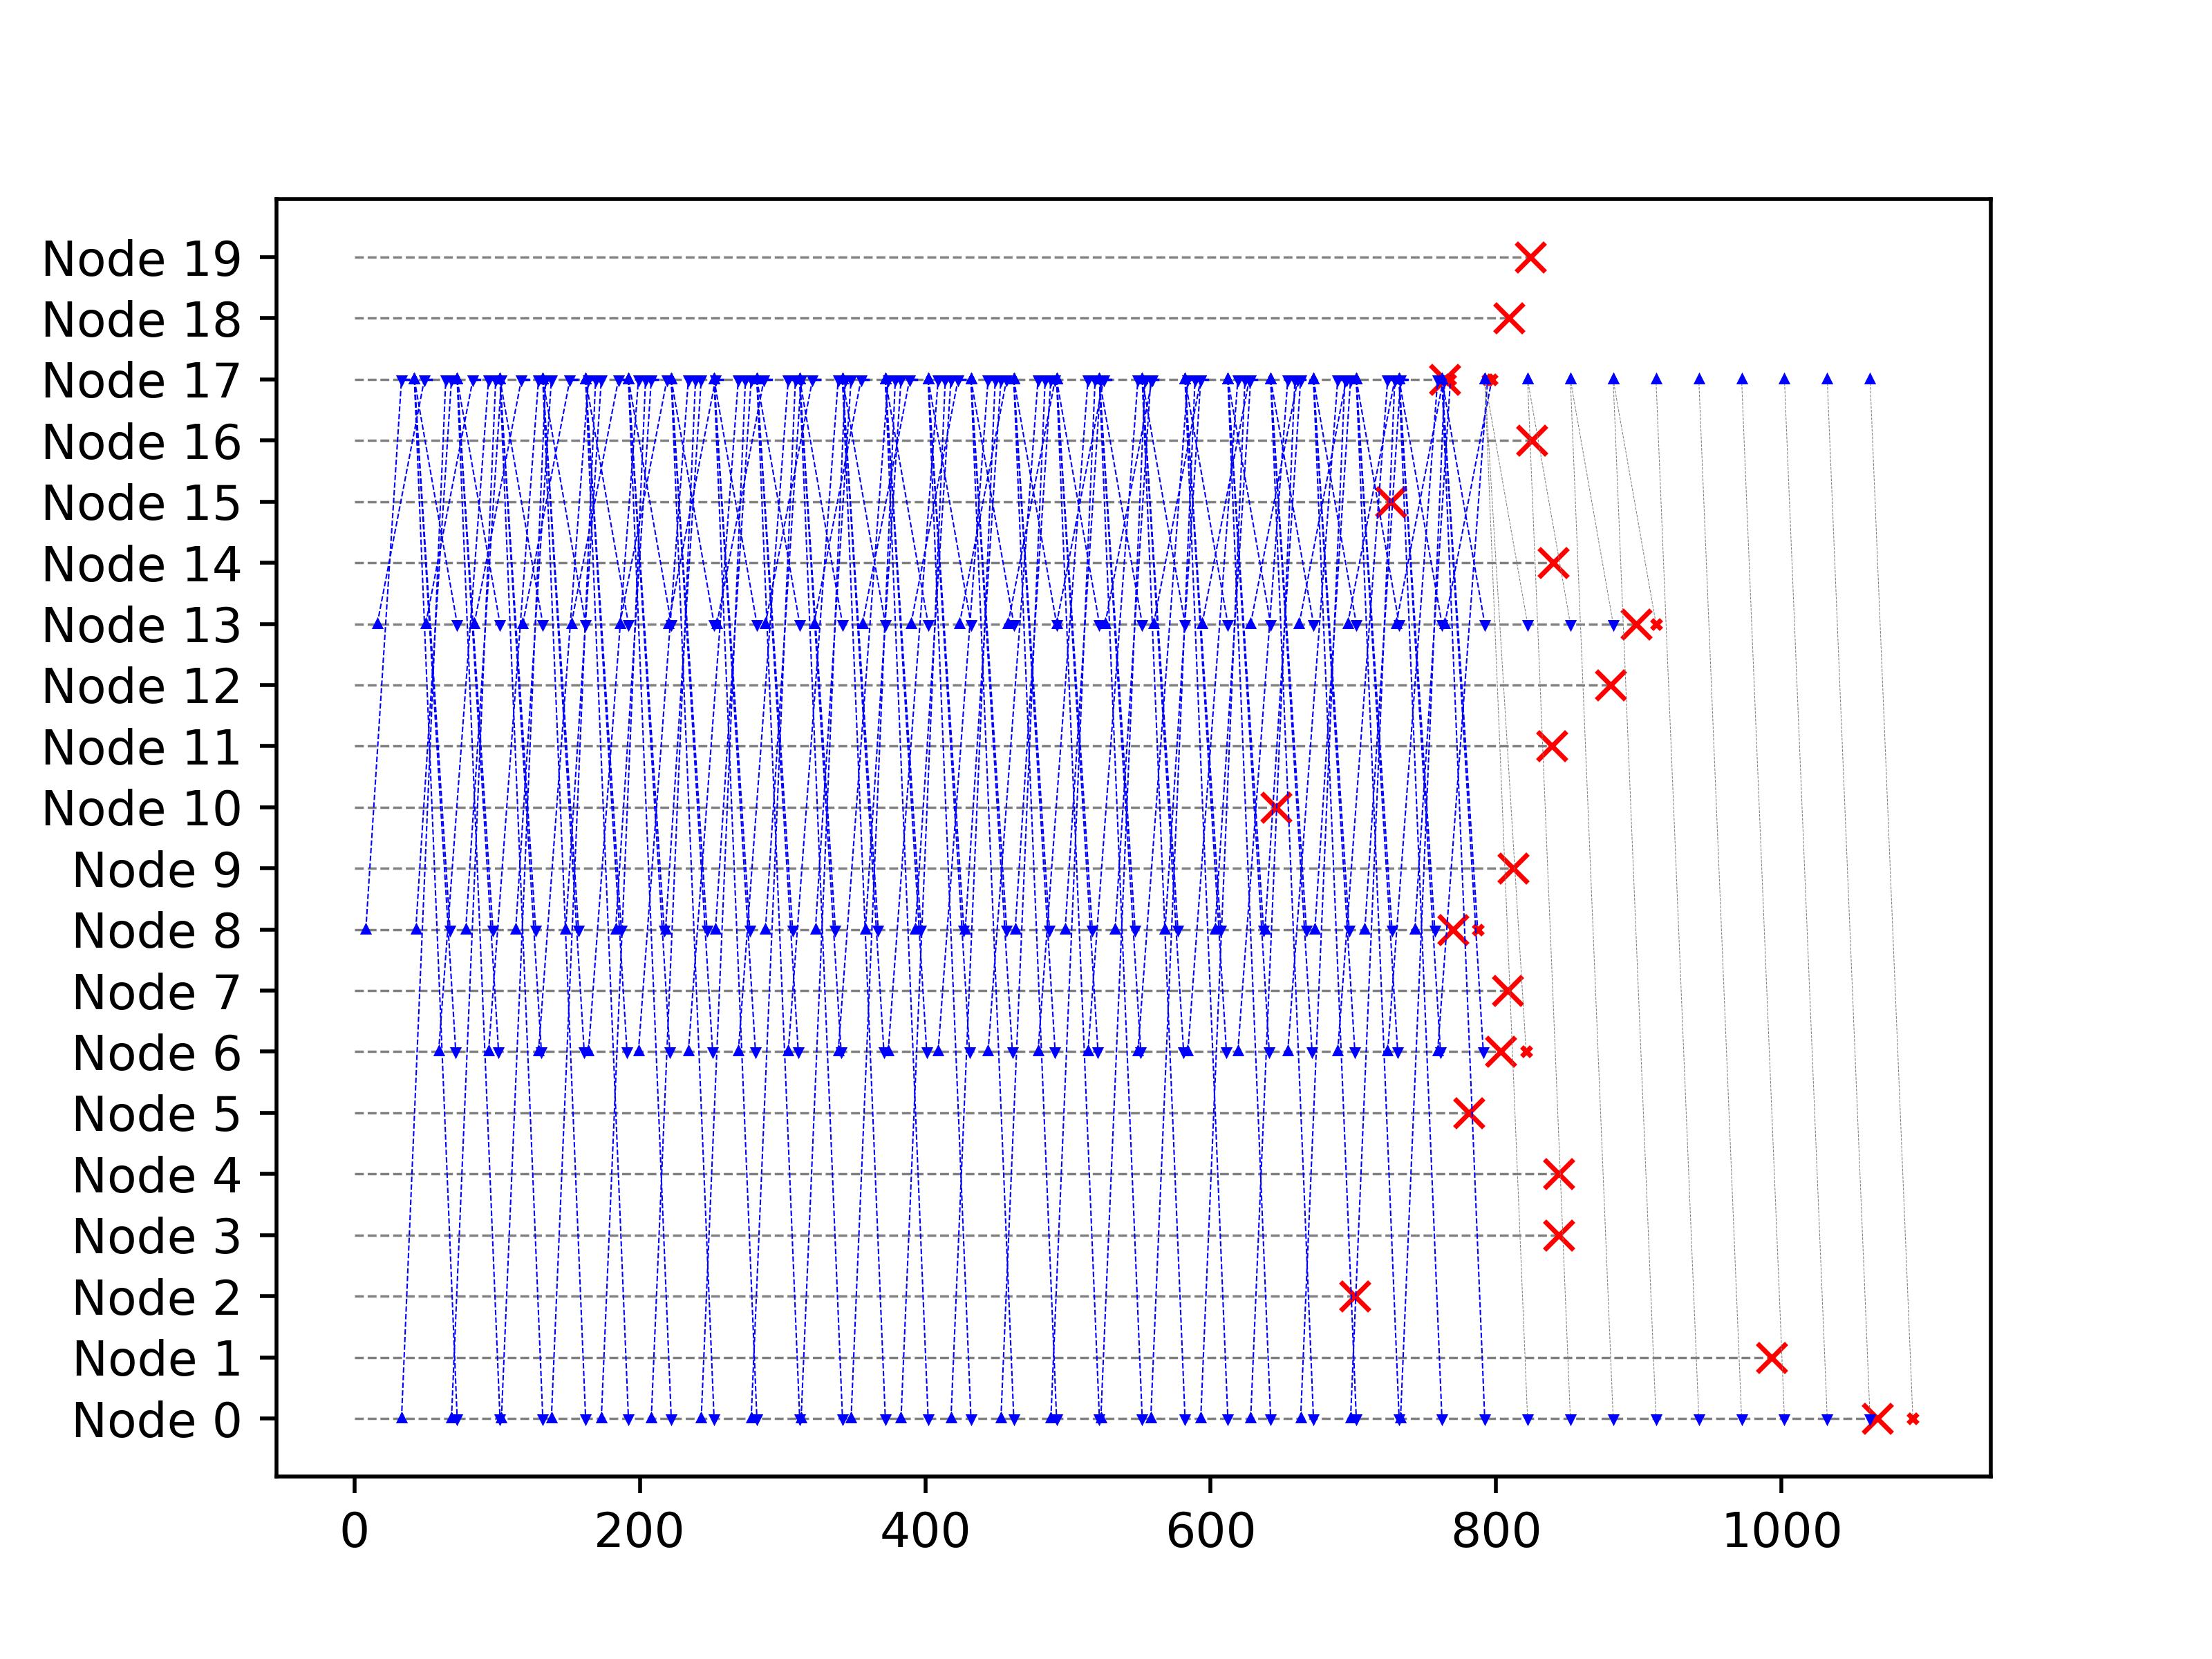 Node 19
Node 18
Node 17
Node 16
Node 15
Node 14
Node 13
Node 12
Node 11
Node 10
Node 9
Node 8
Node 7
Node 6
Node 5
Node 4
Node 3
Node 2
Node 1
Node 0
0 200 400 600 800 1000